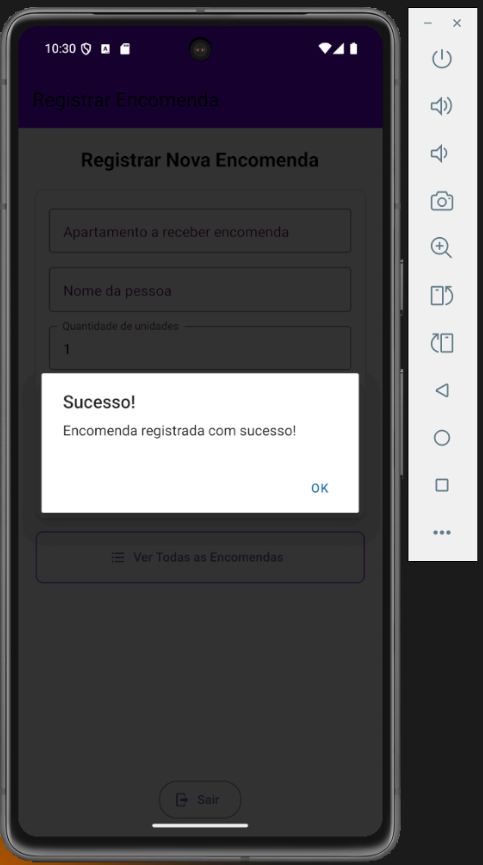 10:30
Registrar Encomenda
Registrar Nova Encomenda
Apartamento a receber encomenda
Nome da pessoa
Quantidade de unidades
1
Sucesso!
Encomenda registrada com sucesso!
OK
Ver Todas as Encomendas
Sair